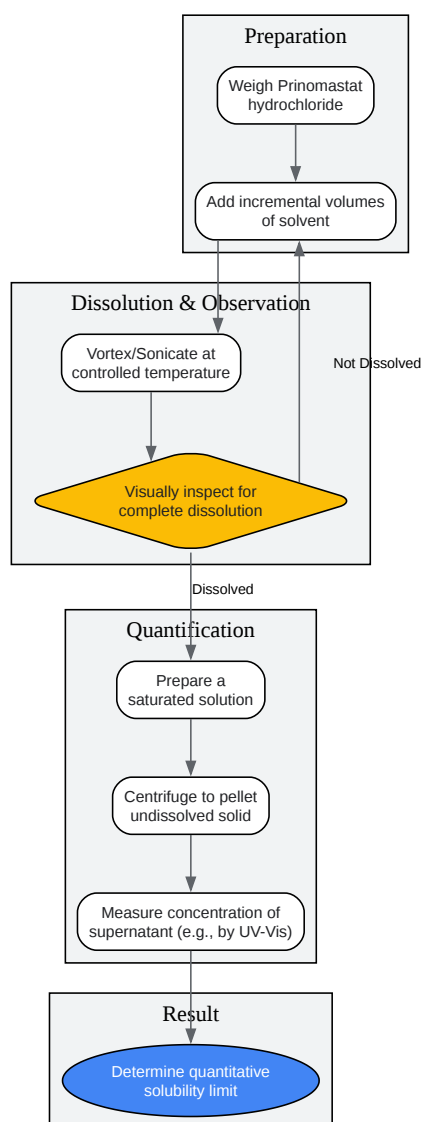 Preparation
Weigh Prinomastat
hydrochloride
Add incremental volumes
of solvent
Dissolution & Observation
Vortex/Sonicate at
controlled temperature
Not Dissolved
Visually inspect for
complete dissolution
Dissolved
Quantification
Prepare a
saturated solution
Centrifuge to pellet
undissolved solid
Measure concentration of
supernatant (e.g., by UV-Vis)
Result
Determine quantitative
solubility limit